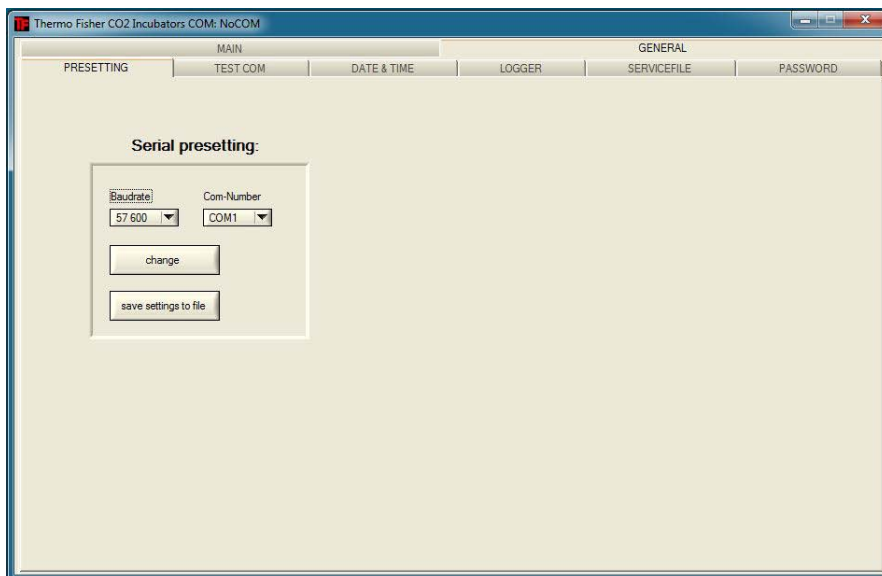 TF Thermo Fisher CO2 Incubators COM: NoCOM
MAIN GENERAL
PRESETTING TEST COM DATE & TIME LOGGER SERVICEFILE PASSWORD
Serial presetting:
Baudrate Com-Number
57 600 COM1
change
save settings to file